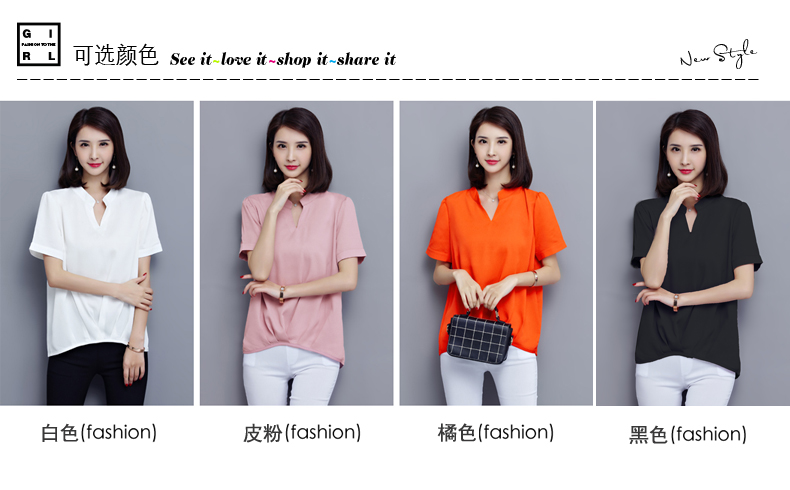 G I
FASHION TO THE
R L
可选颜色 See it~love it~shop it~share it
New Style
白色(fashion)
皮粉(fashion)
橘色(fashion)
黑色(fashion)